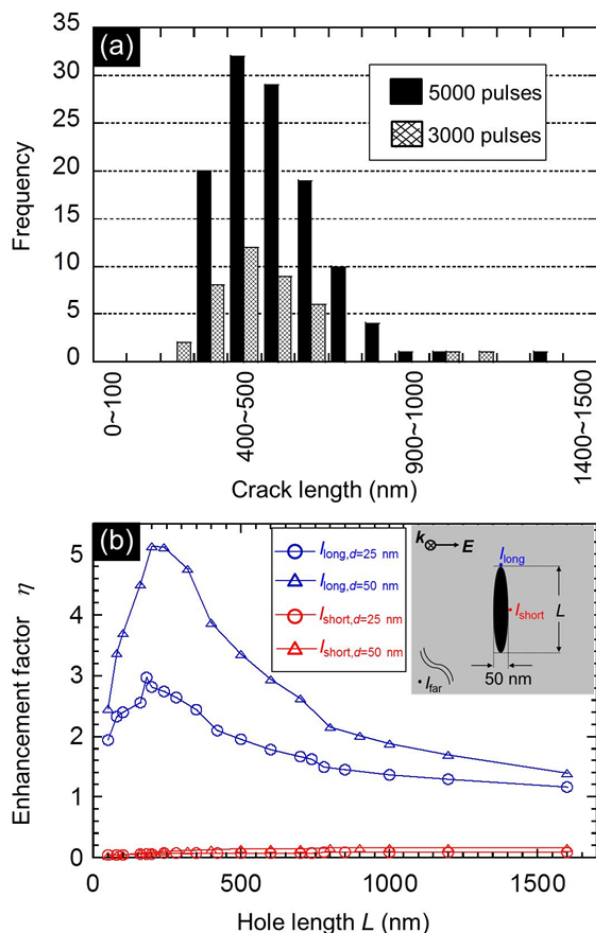 (a)
35
30
25
20
15
10
5
0
Frequency
5000 pulses
3000 pulses
0~100
400~500
900~1000
1400~1500
Crack length (nm)
(b)
5
4
3
2
1
0
Enhancement factor η
I long, d=25 nm
I long, d=50 nm
I short, d=25 nm
I short, d=50 nm
k
E
I long
I short
L
I far
50 nm
0
500
1000
1500
Hole length L (nm)